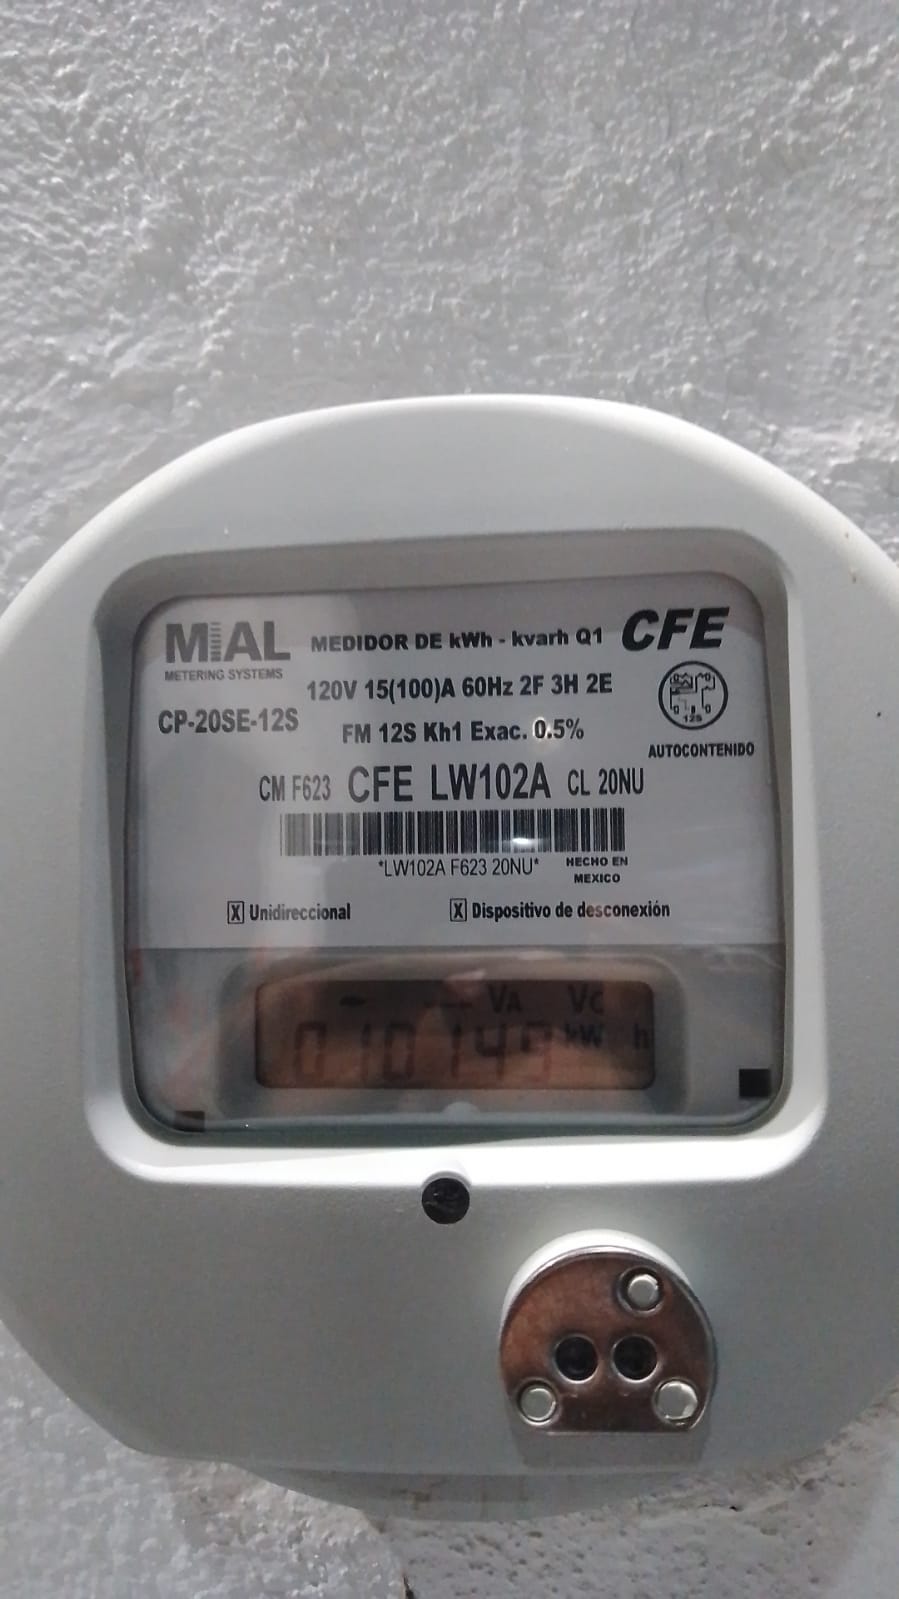 MIAL
METERING SYSTEMS
MEDIDOR DE kWh - kvarh Q1
CFE
120V 15(100)A 60Hz 2F 3H 2E
CP-20SE-12S
FM 12S Kh1 Exac. 0.5%
12S
AUTOCONTENIDO
CM F623 CFE LW102A CL 20NU
*LW102A F623 20NU*
HECHO EN
MEXICO
X Unidireccional
X Dispositivo de desconexión
VA VC
kW h